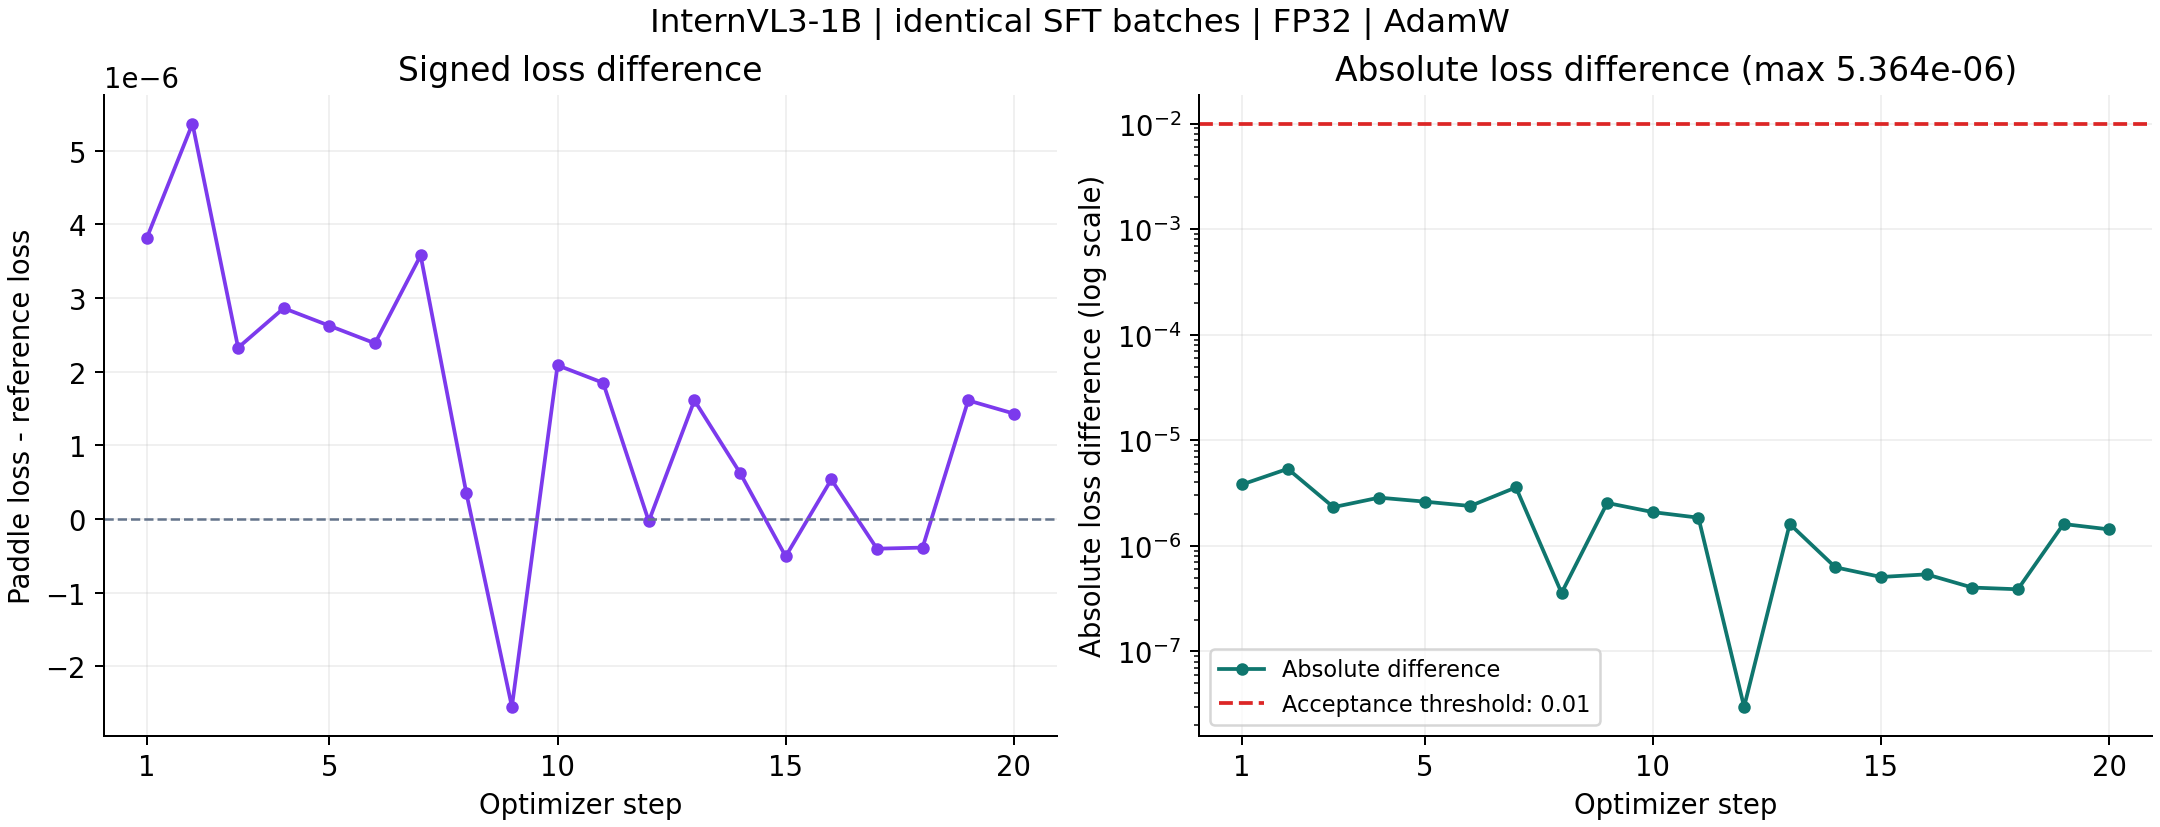 InternVL3-1B | identical SFT batches | FP32 | AdamW
Signed loss difference
1e−6
Paddle loss - reference loss
5
4
3
2
1
0
−1
−2
1
5
10
15
20
Optimizer step
Absolute loss difference (max 5.364e-06)
Absolute loss difference (log scale)
10⁻²
10⁻³
10⁻⁴
10⁻⁵
10⁻⁶
10⁻⁷
Absolute difference
Acceptance threshold: 0.01
1
5
10
15
20
Optimizer step